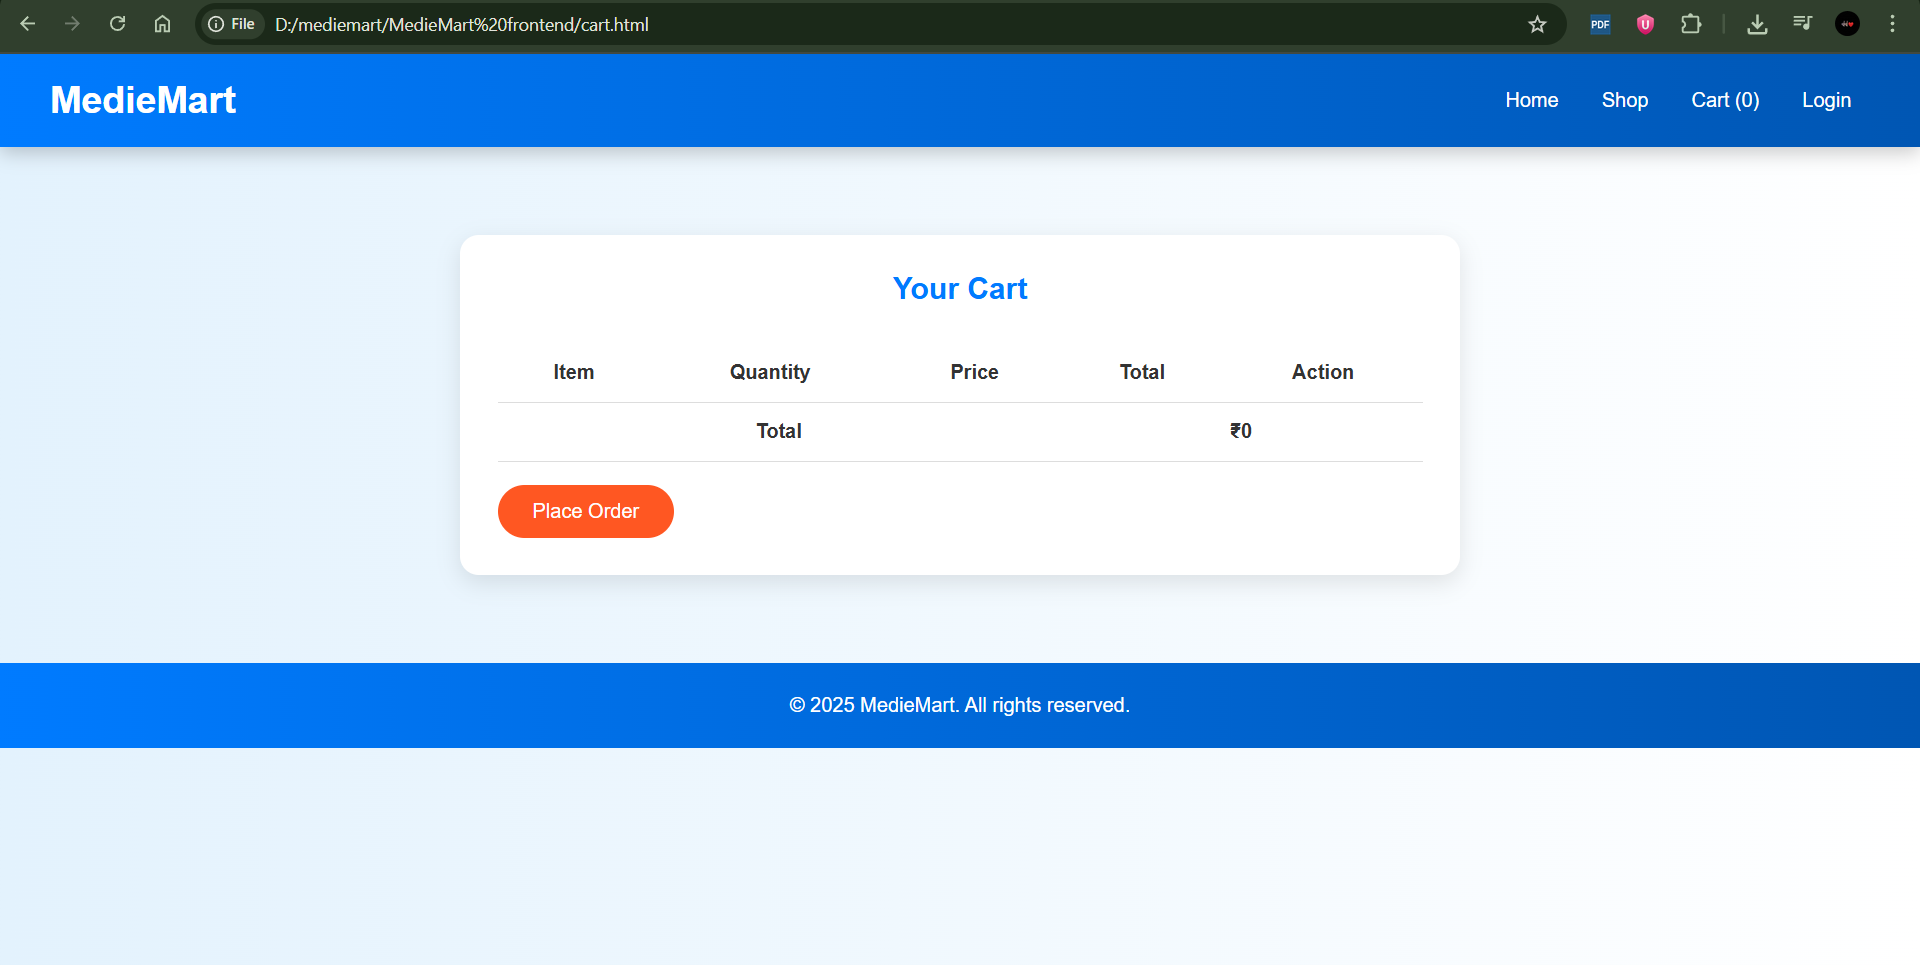 File D:/mediemart/MedieMart%20frontend/cart.html PDF U
MedieMart Home Shop Cart (0) Login
Your Cart
Item Quantity Price Total Action
Total ₹0
Place Order
© 2025 MedieMart. All rights reserved.